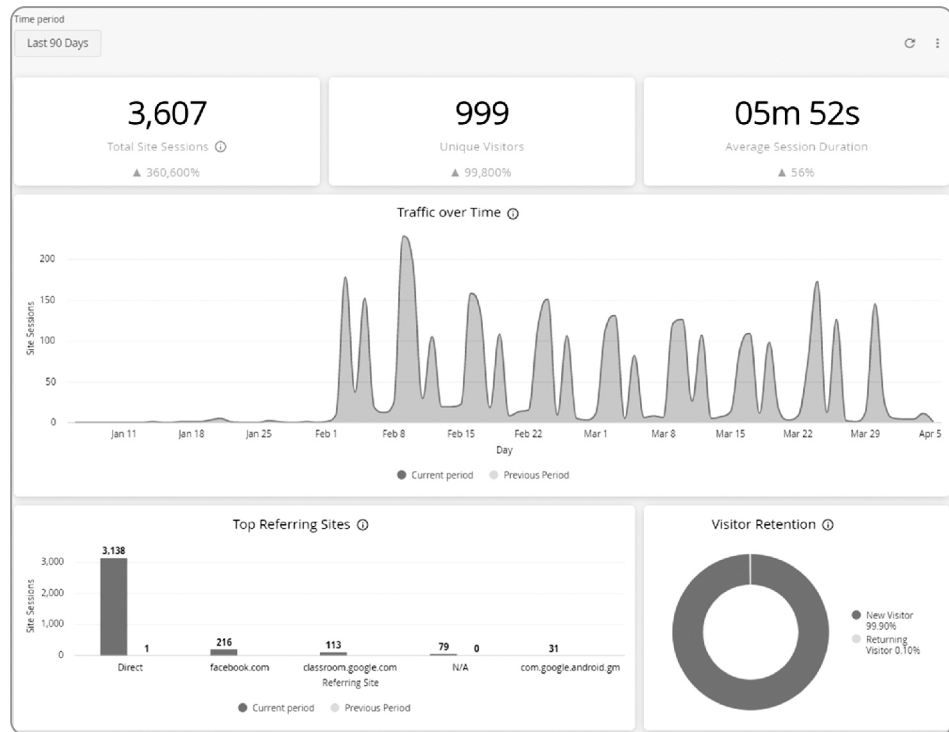 Time period
Last 90 Days
3,607
Total Site Sessions
▲ 360,600%
999
Unique Visitors
▲ 99,800%
05m 52s
Average Session Duration
▲ 56%
Traffic over Time
Site Sessions
200
150
100
50
0
Jan 11 Jan 18 Jan 25 Feb 1 Feb 8 Feb 15 Feb 22 Mar 1 Mar 8 Mar 15 Mar 22 Mar 29 Apr 5
Day
Current period Previous Period
Top Referring Sites
Site Sessions
3,000
2,000
1,000
0
3,138 1 216 113 79 0 31
Direct facebook.com classroom.google.com N/A com.google.android.gm
Referring Site
Current period Previous Period
Visitor Retention
New Visitor
99.90%
Returning
Visitor 0.10%